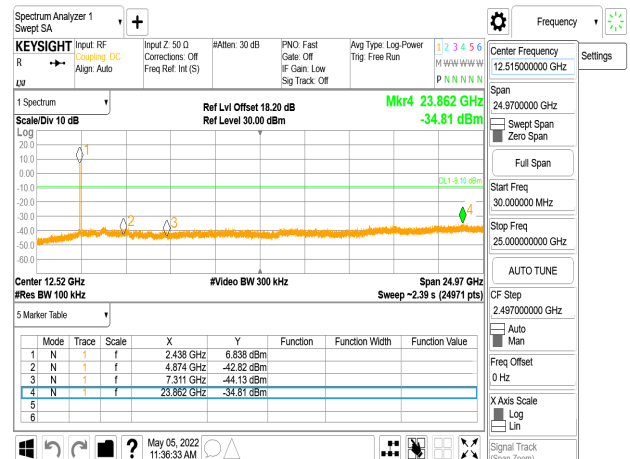 Spectrum Analyzer 1
Swept SA
Frequency
KEYSIGHT
R
LXI
Input: RF
Coupling: DC
Align: Auto
Input Z: 50 Ω
Corrections: Off
Freq Ref: Int (S)
#Atten: 30 dB
PNO: Fast
Gate: Off
IF Gain: Low
Sig Track: Off
Avg Type: Log-Power
Trig: Free Run
1 2 3 4 5 6
M W W W W W
P N N N N N
1 Spectrum
Scale/Div 10 dB
Ref Lvl Offset 18.20 dB
Ref Level 30.00 dBm
Mkr4 23.862 GHz
-34.81 dBm
Log
20.0
10.0
0.00
-10.0
-20.0
-30.0
-40.0
-50.0
-60.0
1
2
3
4
DL1 -9.10 dBm
Center 12.52 GHz
#Res BW 100 kHz
#Video BW 300 kHz
Span 24.97 GHz
Sweep ~2.39 s (24971 pts)
5 Marker Table
Mode Trace Scale X Y Function Function Width Function Value
1 N 1 f 2.438 GHz 6.838 dBm
2 N 1 f 4.874 GHz -42.82 dBm
3 N 1 f 7.311 GHz -44.13 dBm
4 N 1 f 23.862 GHz -34.81 dBm
5
6
?
May 05, 2022
11:36:33 AM
Center Frequency
12.515000000 GHz
Settings
Span
24.9700000 GHz
Swept Span
Zero Span
Full Span
Start Freq
30.000000 MHz
Stop Freq
25.000000000 GHz
AUTO TUNE
CF Step
2.497000000 GHz
Auto
Man
Freq Offset
0 Hz
X Axis Scale
Log
Lin
Signal Track
(Span Zoom)